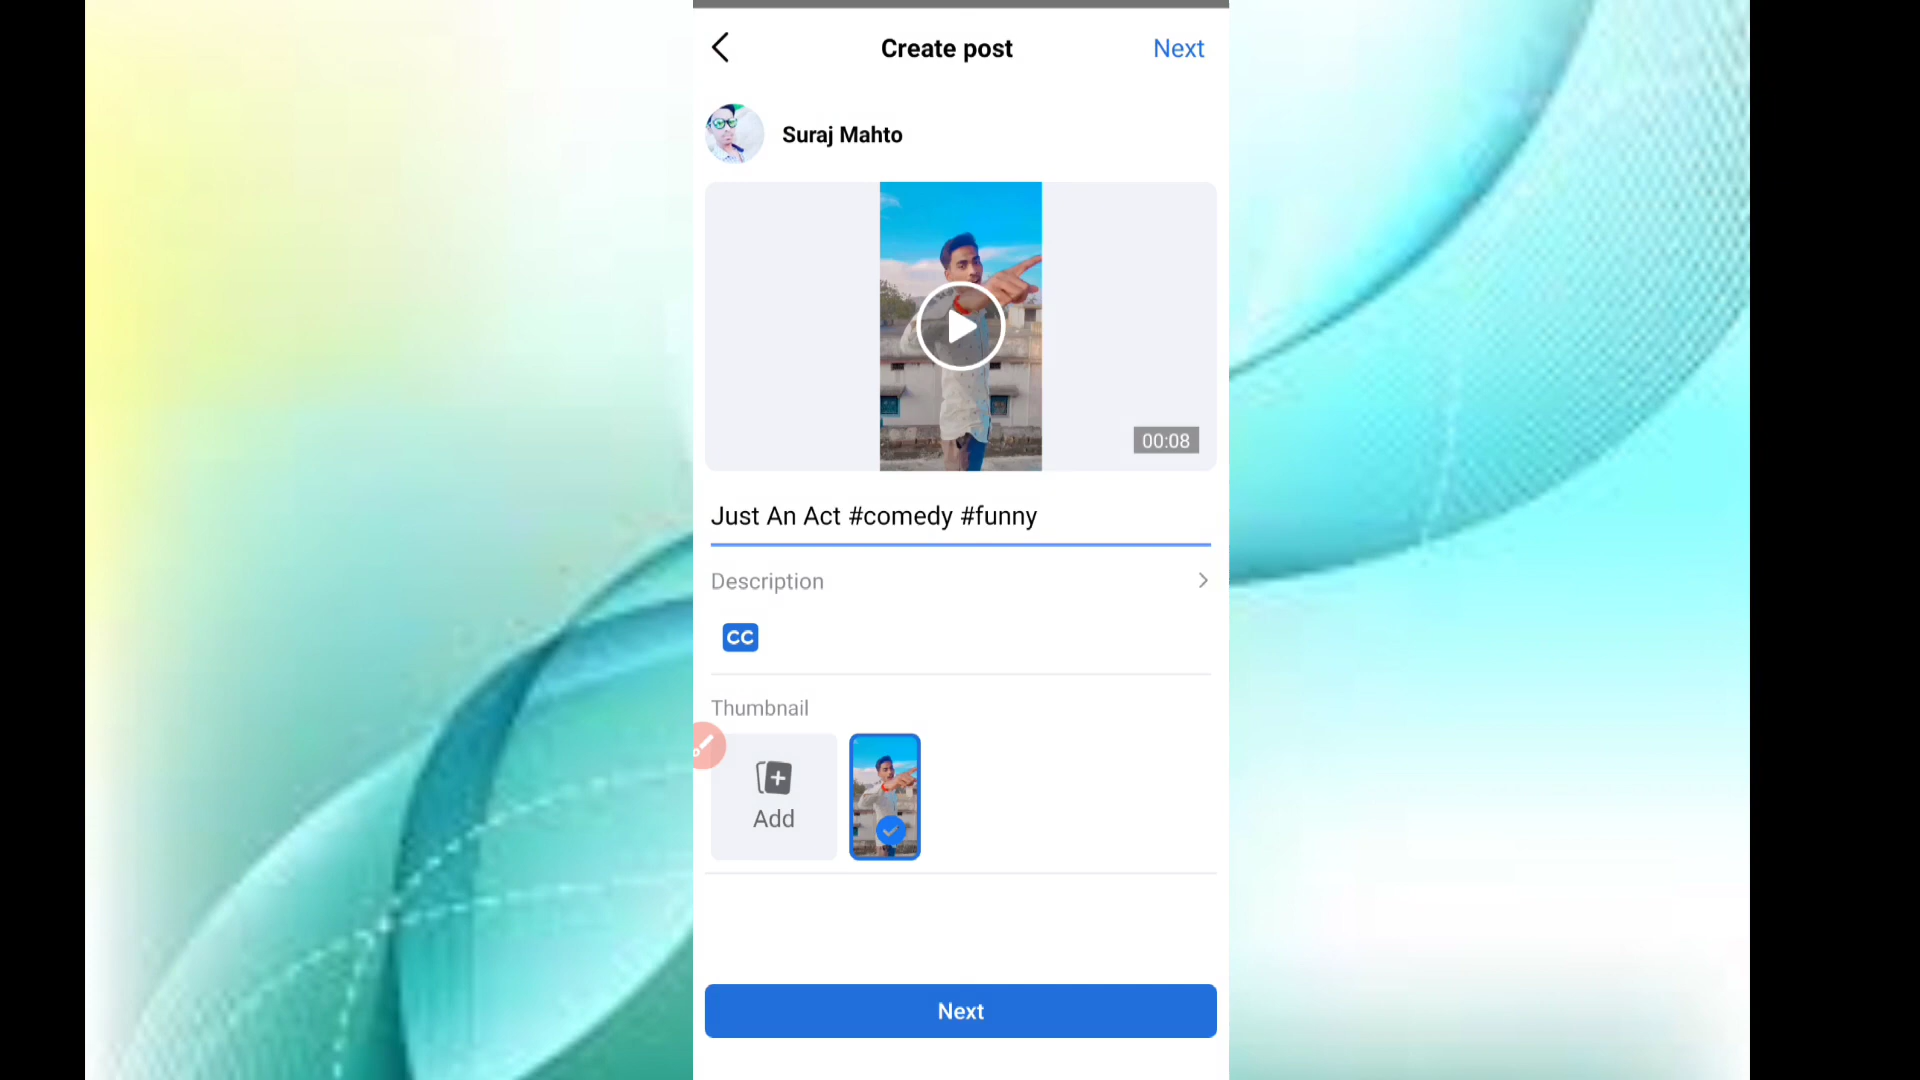 Create post
Next
Suraj Mahto
00:08
Just An Act #comedy #funny
Description
CC
Thumbnail
Add
Next